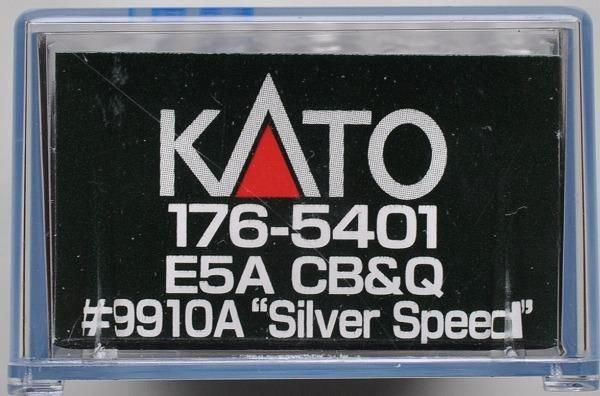 KATO
176-5401
E5A CB&Q
#9910A “Silver Speed”